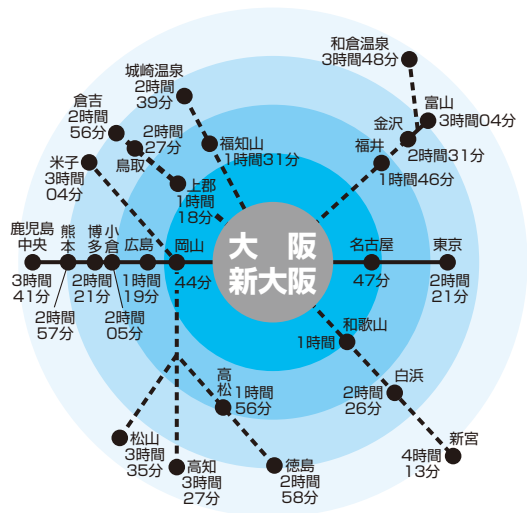 和倉温泉
3時間48分
富山
3時間04分
金沢
2時間31分
福井
1時間46分
城崎温泉
2時間
39分
福知山
1時間31分
倉吉
2時間
56分
2時間
27分
鳥取
上郡
1時間
18分
米子
3時間
04分
鹿児島
中央
3時間
41分
熊本
2時間
57分
博多
2時間
21分
小倉
2時間
05分
広島
1時間
19分
岡山
44分
大 阪
新大阪
名古屋
47分
東京
2時間
21分
和歌山
1時間
白浜
2時間
26分
新宮
4時間
13分
高松
1時間
56分
徳島
2時間
58分
松山
3時間
35分
高知
3時間
27分